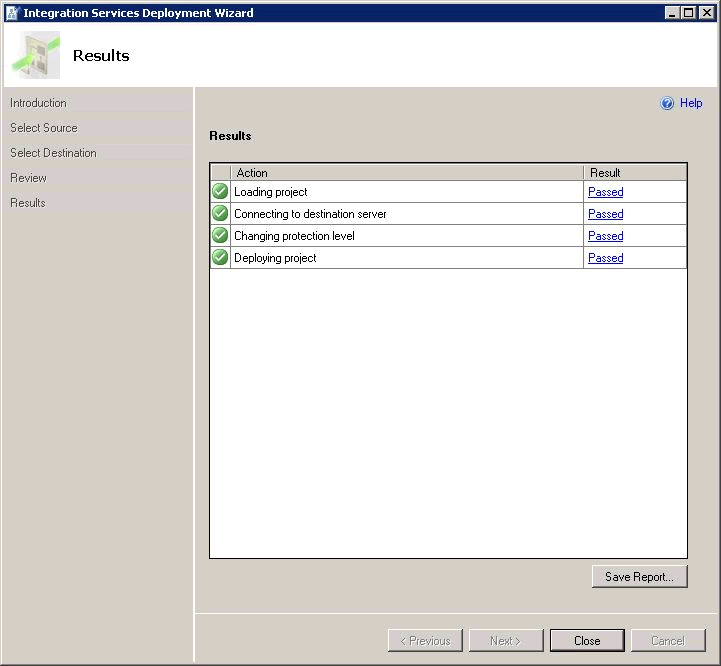 Integration Services Deployment Wizard
Results
Introduction
Select Source
Select Destination
Review
Results
Help
Results
Action Result
Loading project Passed
Connecting to destination server Passed
Changing protection level Passed
Deploying project Passed
Save Report...
< Previous Next > Close Cancel